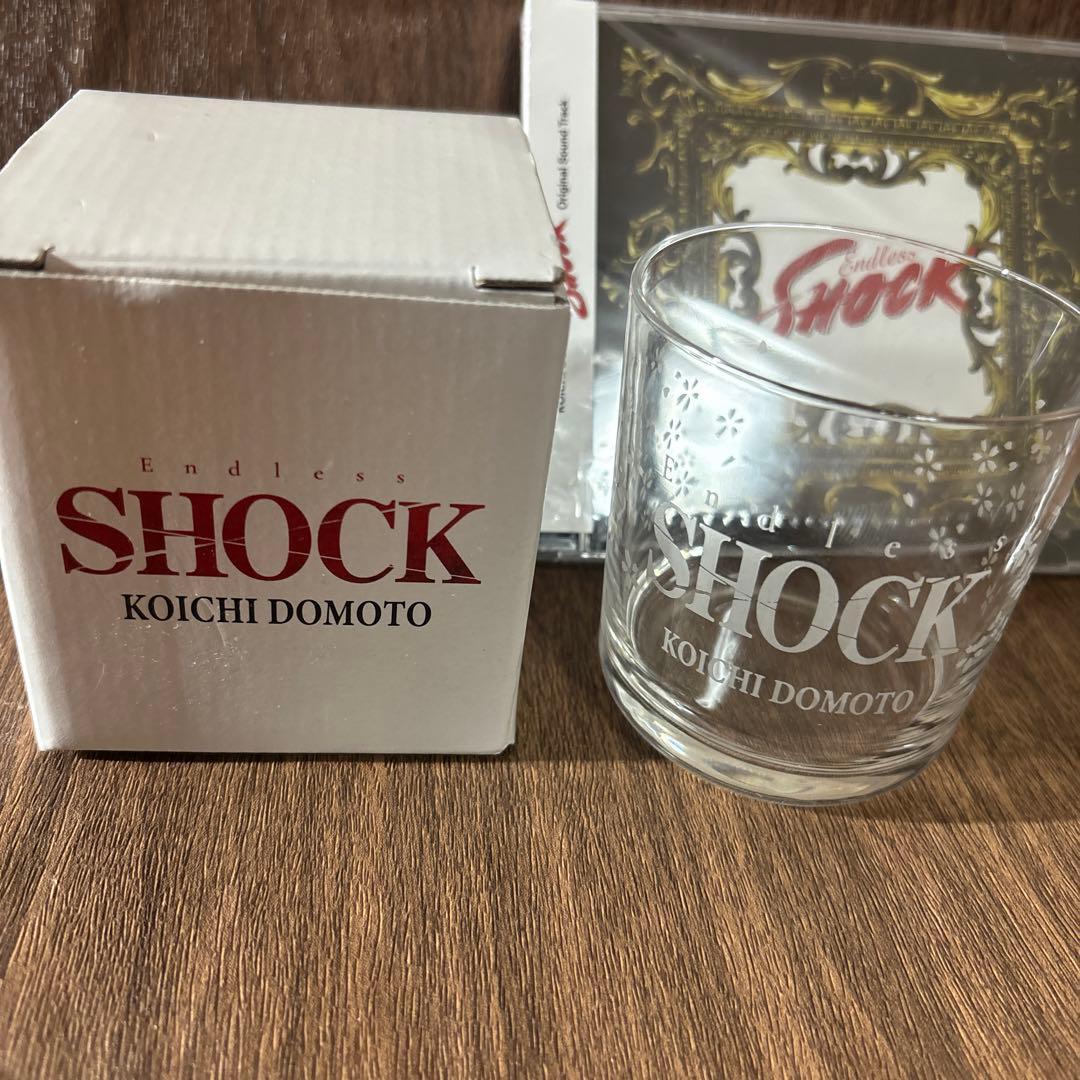 Endless
SHOCK
KOICHI DOMOTO
Original Sound Track
SHOCK
Endless
SHOCK
Endless
SHOCK
KOICHI DOMOTO